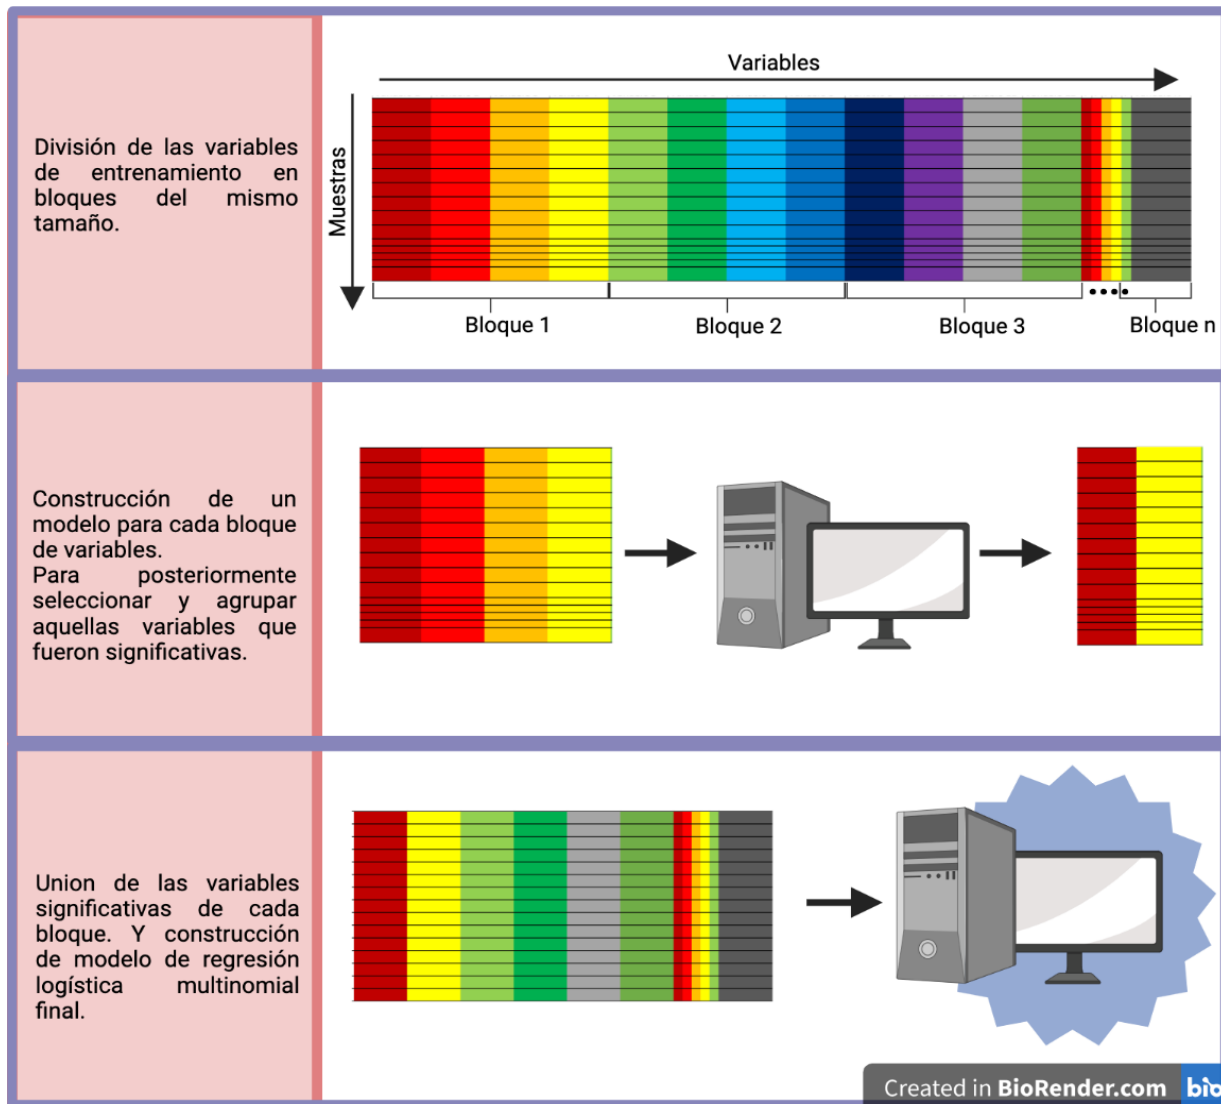 División de las variables
de entrenamiento en
bloques del mismo
tamaño.
Variables
Muestras
Bloque 1
Bloque 2
Bloque 3
Bloque n
Construcción de un
modelo para cada bloque
de variables.
Para posteriormente
seleccionar y agrupar
aquellas variables que
fueron significativas.
Union de las variables
significativas de cada
bloque. Y construcción
de modelo de regresión
logística multinomial
final.
Created in BioRender.com bio